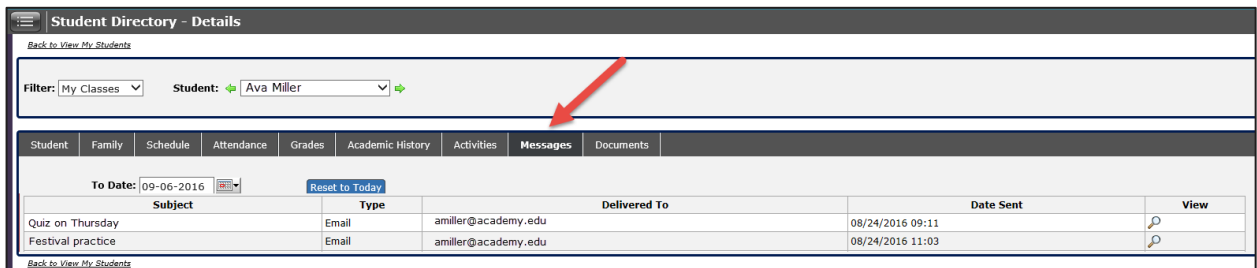 Student Directory - Details
Back to View My Students
Filter: My Classes Student: Ava Miller
Student Family Schedule Attendance Grades Academic History Activities Messages Documents
To Date: 09-06-2016 Reset to Today
Subject Type Delivered To Date Sent View
Quiz on Thursday Email amiller@academy.edu 08/24/2016 09:11
Festival practice Email amiller@academy.edu 08/24/2016 11:03
Back to View My Students